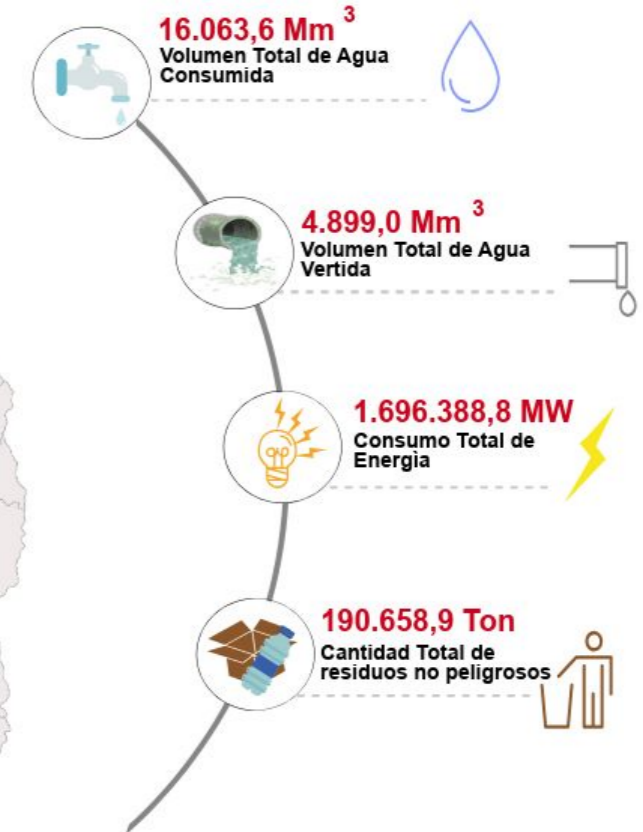 16.063,6 Mm ³
Volumen Total de Agua
Consumida
4.899,0 Mm ³
Volumen Total de Agua
Vertida
1.696.388,8 MW
Consumo Total de
Energìa
190.658,9 Ton
Cantidad Total de
residuos no peligrosos